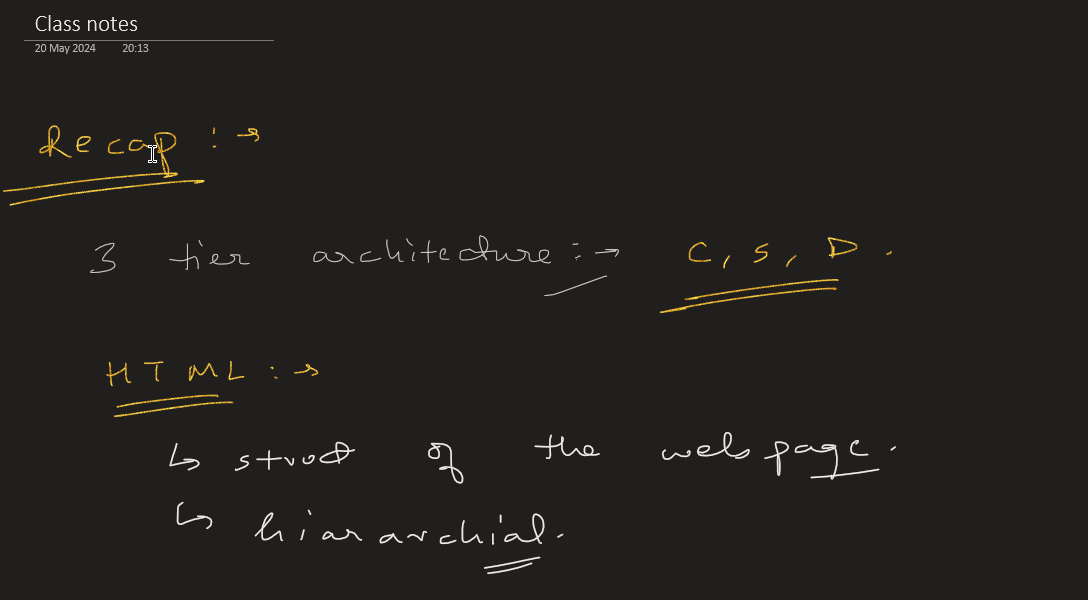 Class notes
20 May 2024 20:13
Recap :→
3 tier architecture :→ C, S, D.
HTML :→
↳ struct of the webpage.
↳ hiararchial.